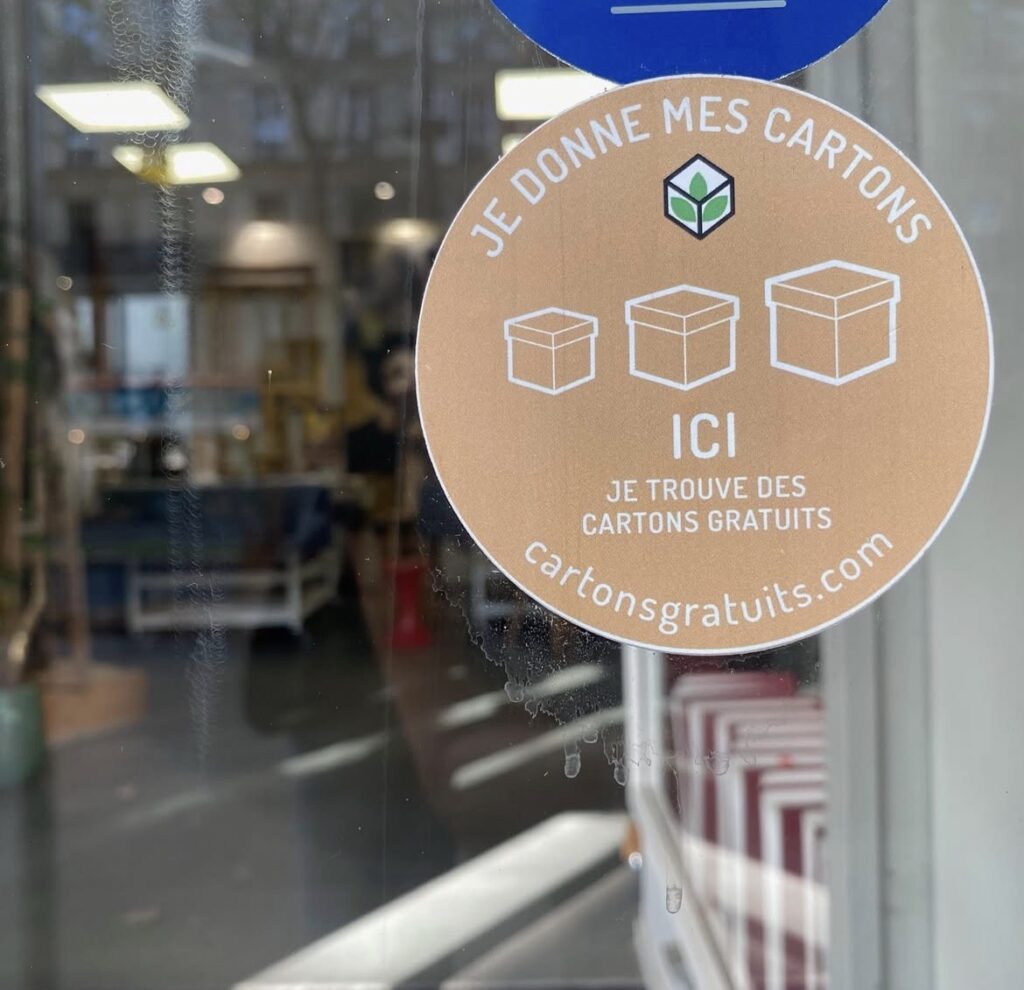 JE DONNE MES CARTONS
ICI
JE TROUVE DES
CARTONS GRATUITS
cartonsgratuits.com